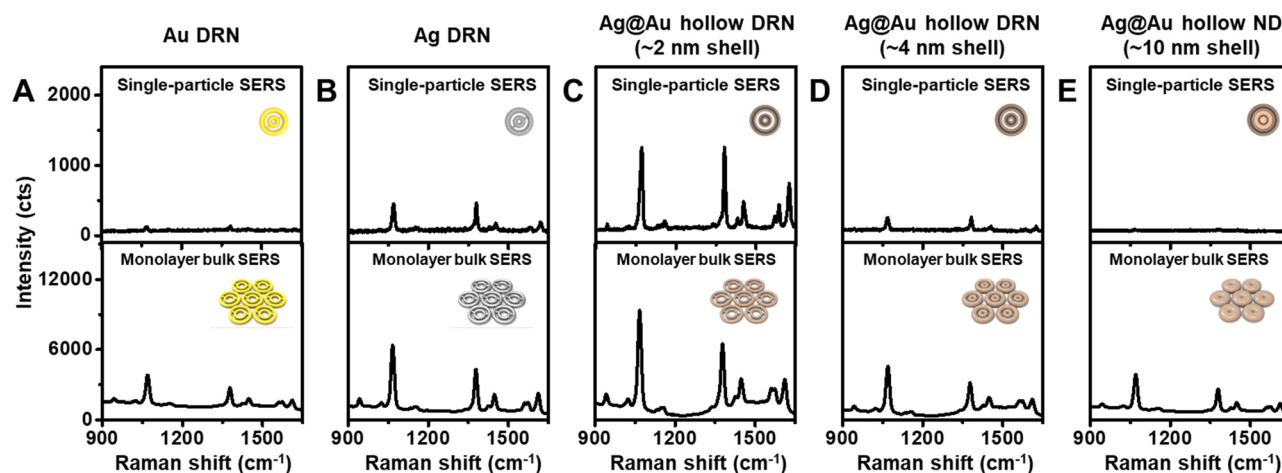 Au DRN
Ag DRN
Ag@Au hollow DRN
(~2 nm shell)
Ag@Au hollow DRN
(~4 nm shell)
Ag@Au hollow ND
(~10 nm shell)
A
Single-particle SERS
B
Single-particle SERS
C
Single-particle SERS
D
Single-particle SERS
E
Single-particle SERS
2000
1000
0
Intensity (cts)
Monolayer bulk SERS
Monolayer bulk SERS
Monolayer bulk SERS
Monolayer bulk SERS
Monolayer bulk SERS
12000
6000
0
900 1200 1500
900 1200 1500
900 1200 1500
900 1200 1500
900 1200 1500
Raman shift (cm⁻¹)
Raman shift (cm⁻¹)
Raman shift (cm⁻¹)
Raman shift (cm⁻¹)
Raman shift (cm⁻¹)